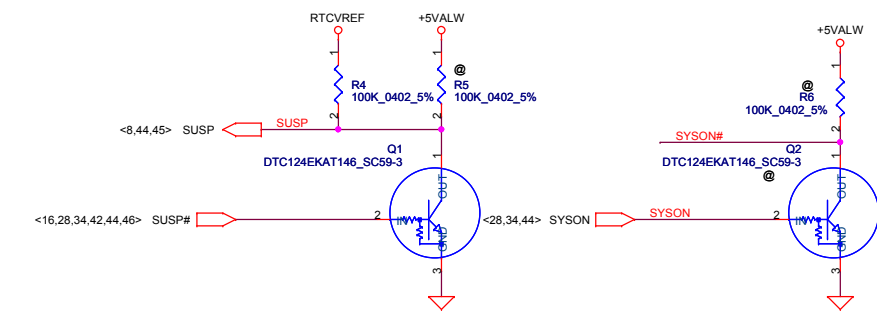 RTCVREF
+5VALW
+5VALW
1
1
1
@
@
R4
R5
R6
100K_0402_5%
100K_0402_5%
100K_0402_5%
2
2
2
<8,44,45> SUSP
SUSP
SYSON#
Q1
1
Q2
1
DTC124EKAT146_SC59-3
DTC124EKAT146_SC59-3
@
OUT
OUT
<16,28,34,42,44,46> SUSP#
2
IN
<28,34,44> SYSON
SYSON
2
IN
GND
GND
3
3